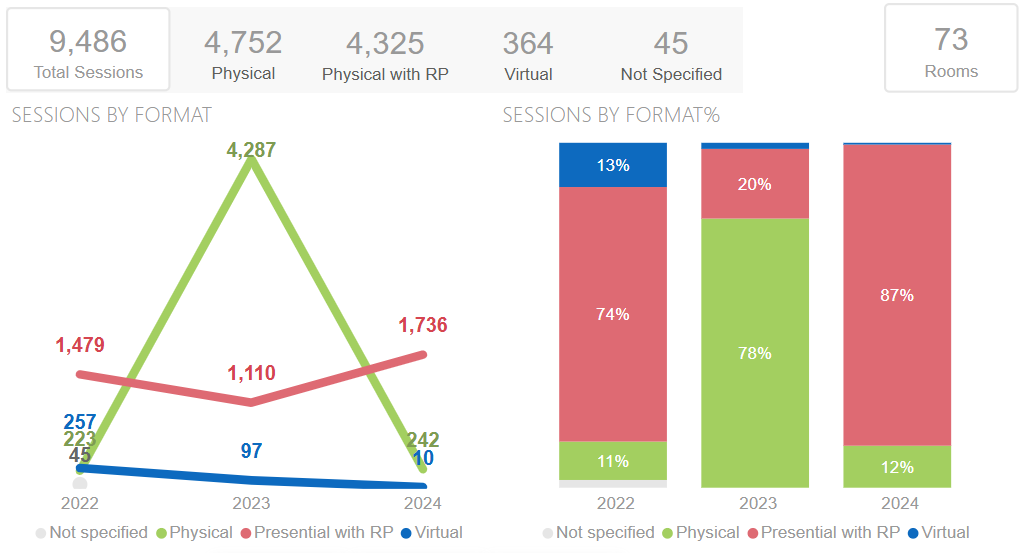 9,486 4,752 4,325 364 45 73
Total Sessions Physical Physical with RP Virtual Not Specified Rooms
SESSIONS BY FORMAT
4,287
1,479
1,110
1,736
257
223
45
97
242
10
2022 2023 2024
Not specified Physical Presential with RP Virtual
SESSIONS BY FORMAT%
13%
74%
11%
20%
78%
87%
12%
2022 2023 2024
Not specified Physical Presential with RP Virtual